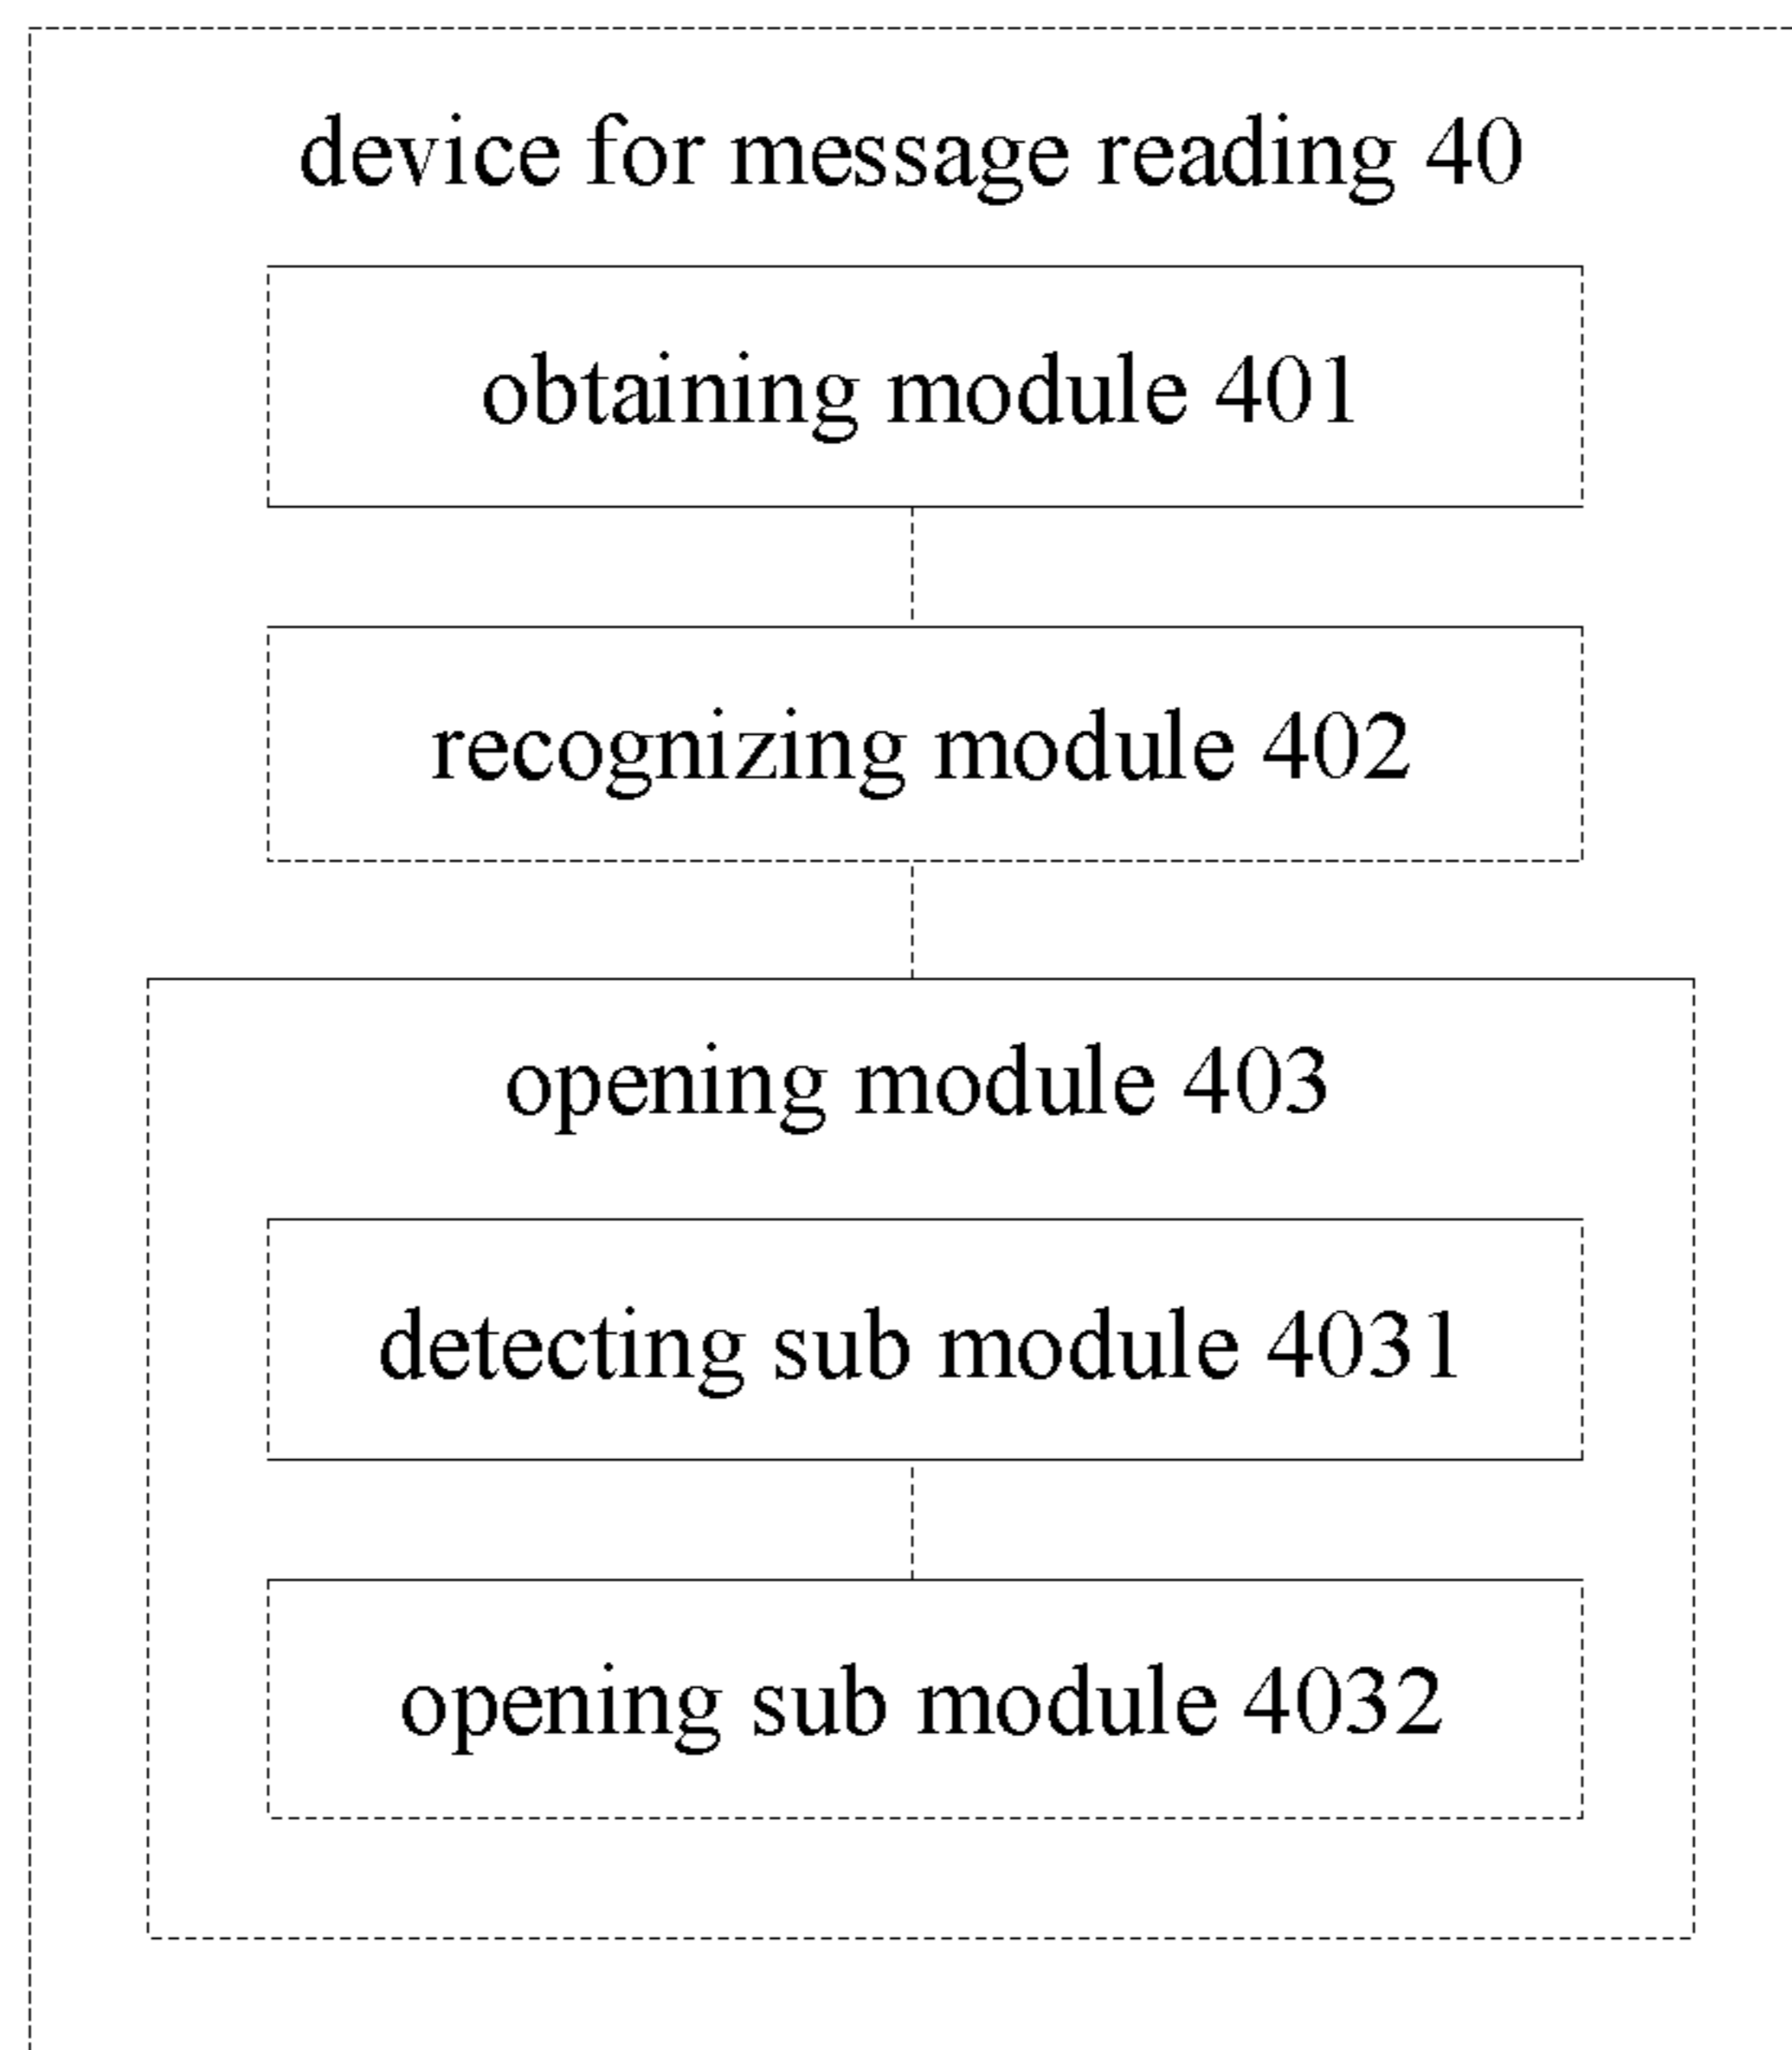 device for message reading 40
obtaining module 401
recognizing module 402
opening module 403
detecting sub module 4031
opening sub module 4032